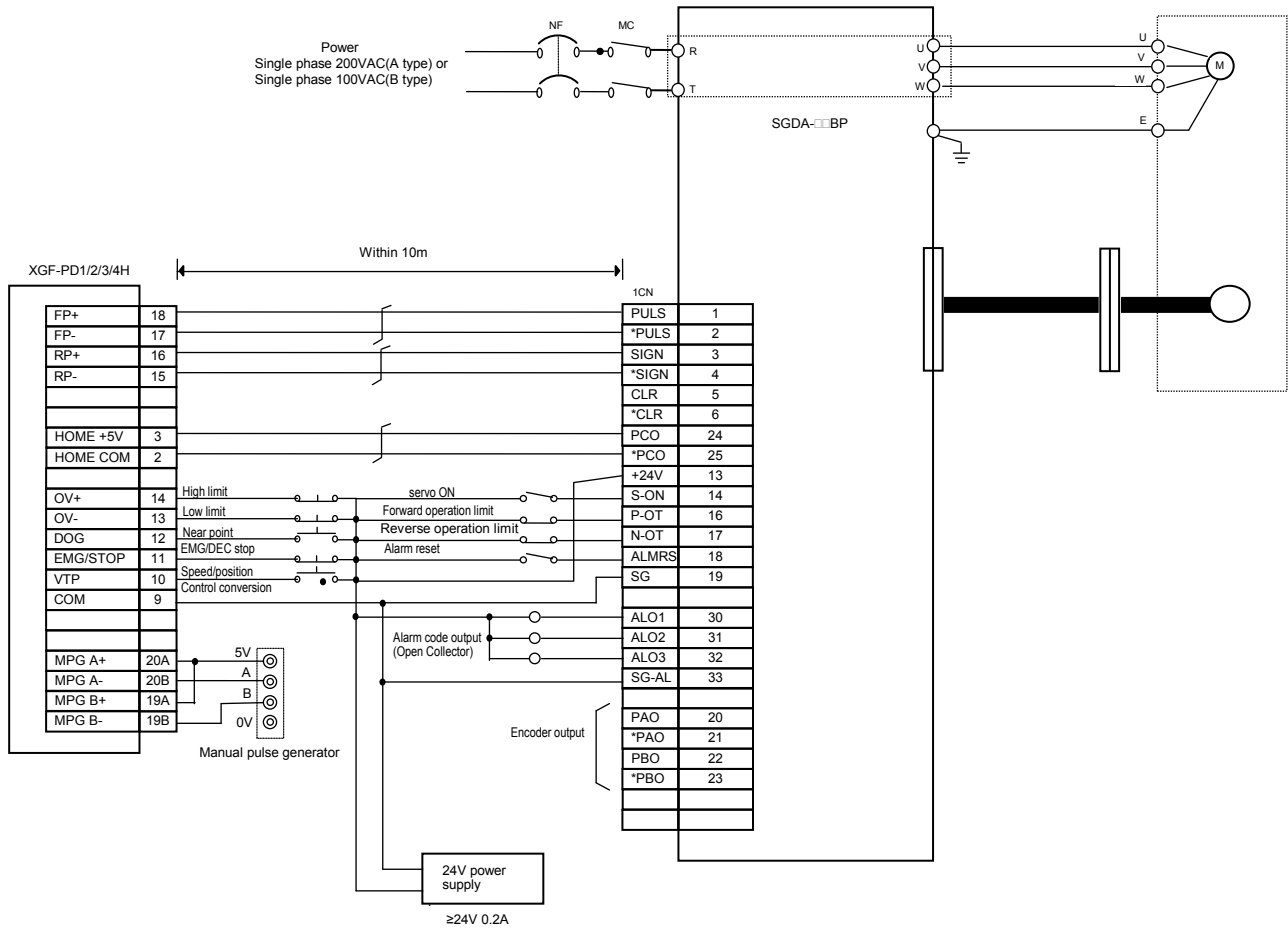 NF
MC
Power
Single phase 200VAC(A type) or
Single phase 100VAC(B type)
R
T
U
V
W
U
V
W
E
M
SGDA-□□BP
Within 10m
XGF-PD1/2/3/4H
1CN
FP+ 18
FP- 17
RP+ 16
RP- 15
HOME +5V 3
HOME COM 2
OV+ 14
OV- 13
DOG 12
EMG/STOP 11
VTP 10
COM 9
MPG A+ 20A
MPG A- 20B
MPG B+ 19A
MPG B- 19B
High limit
Low limit
Near point
EMG/DEC stop
Speed/position
Control conversion
servo ON
Forward operation limit
Reverse operation limit
Alarm reset
Alarm code output
(Open Collector)
5V
A
B
0V
Manual pulse generator
Encoder output
PULS 1
*PULS 2
SIGN 3
*SIGN 4
CLR 5
*CLR 6
PCO 24
*PCO 25
+24V 13
S-ON 14
P-OT 16
N-OT 17
ALMRS 18
SG 19
ALO1 30
ALO2 31
ALO3 32
SG-AL 33
PAO 20
*PAO 21
PBO 22
*PBO 23
24V power
supply
≥24V 0.2A